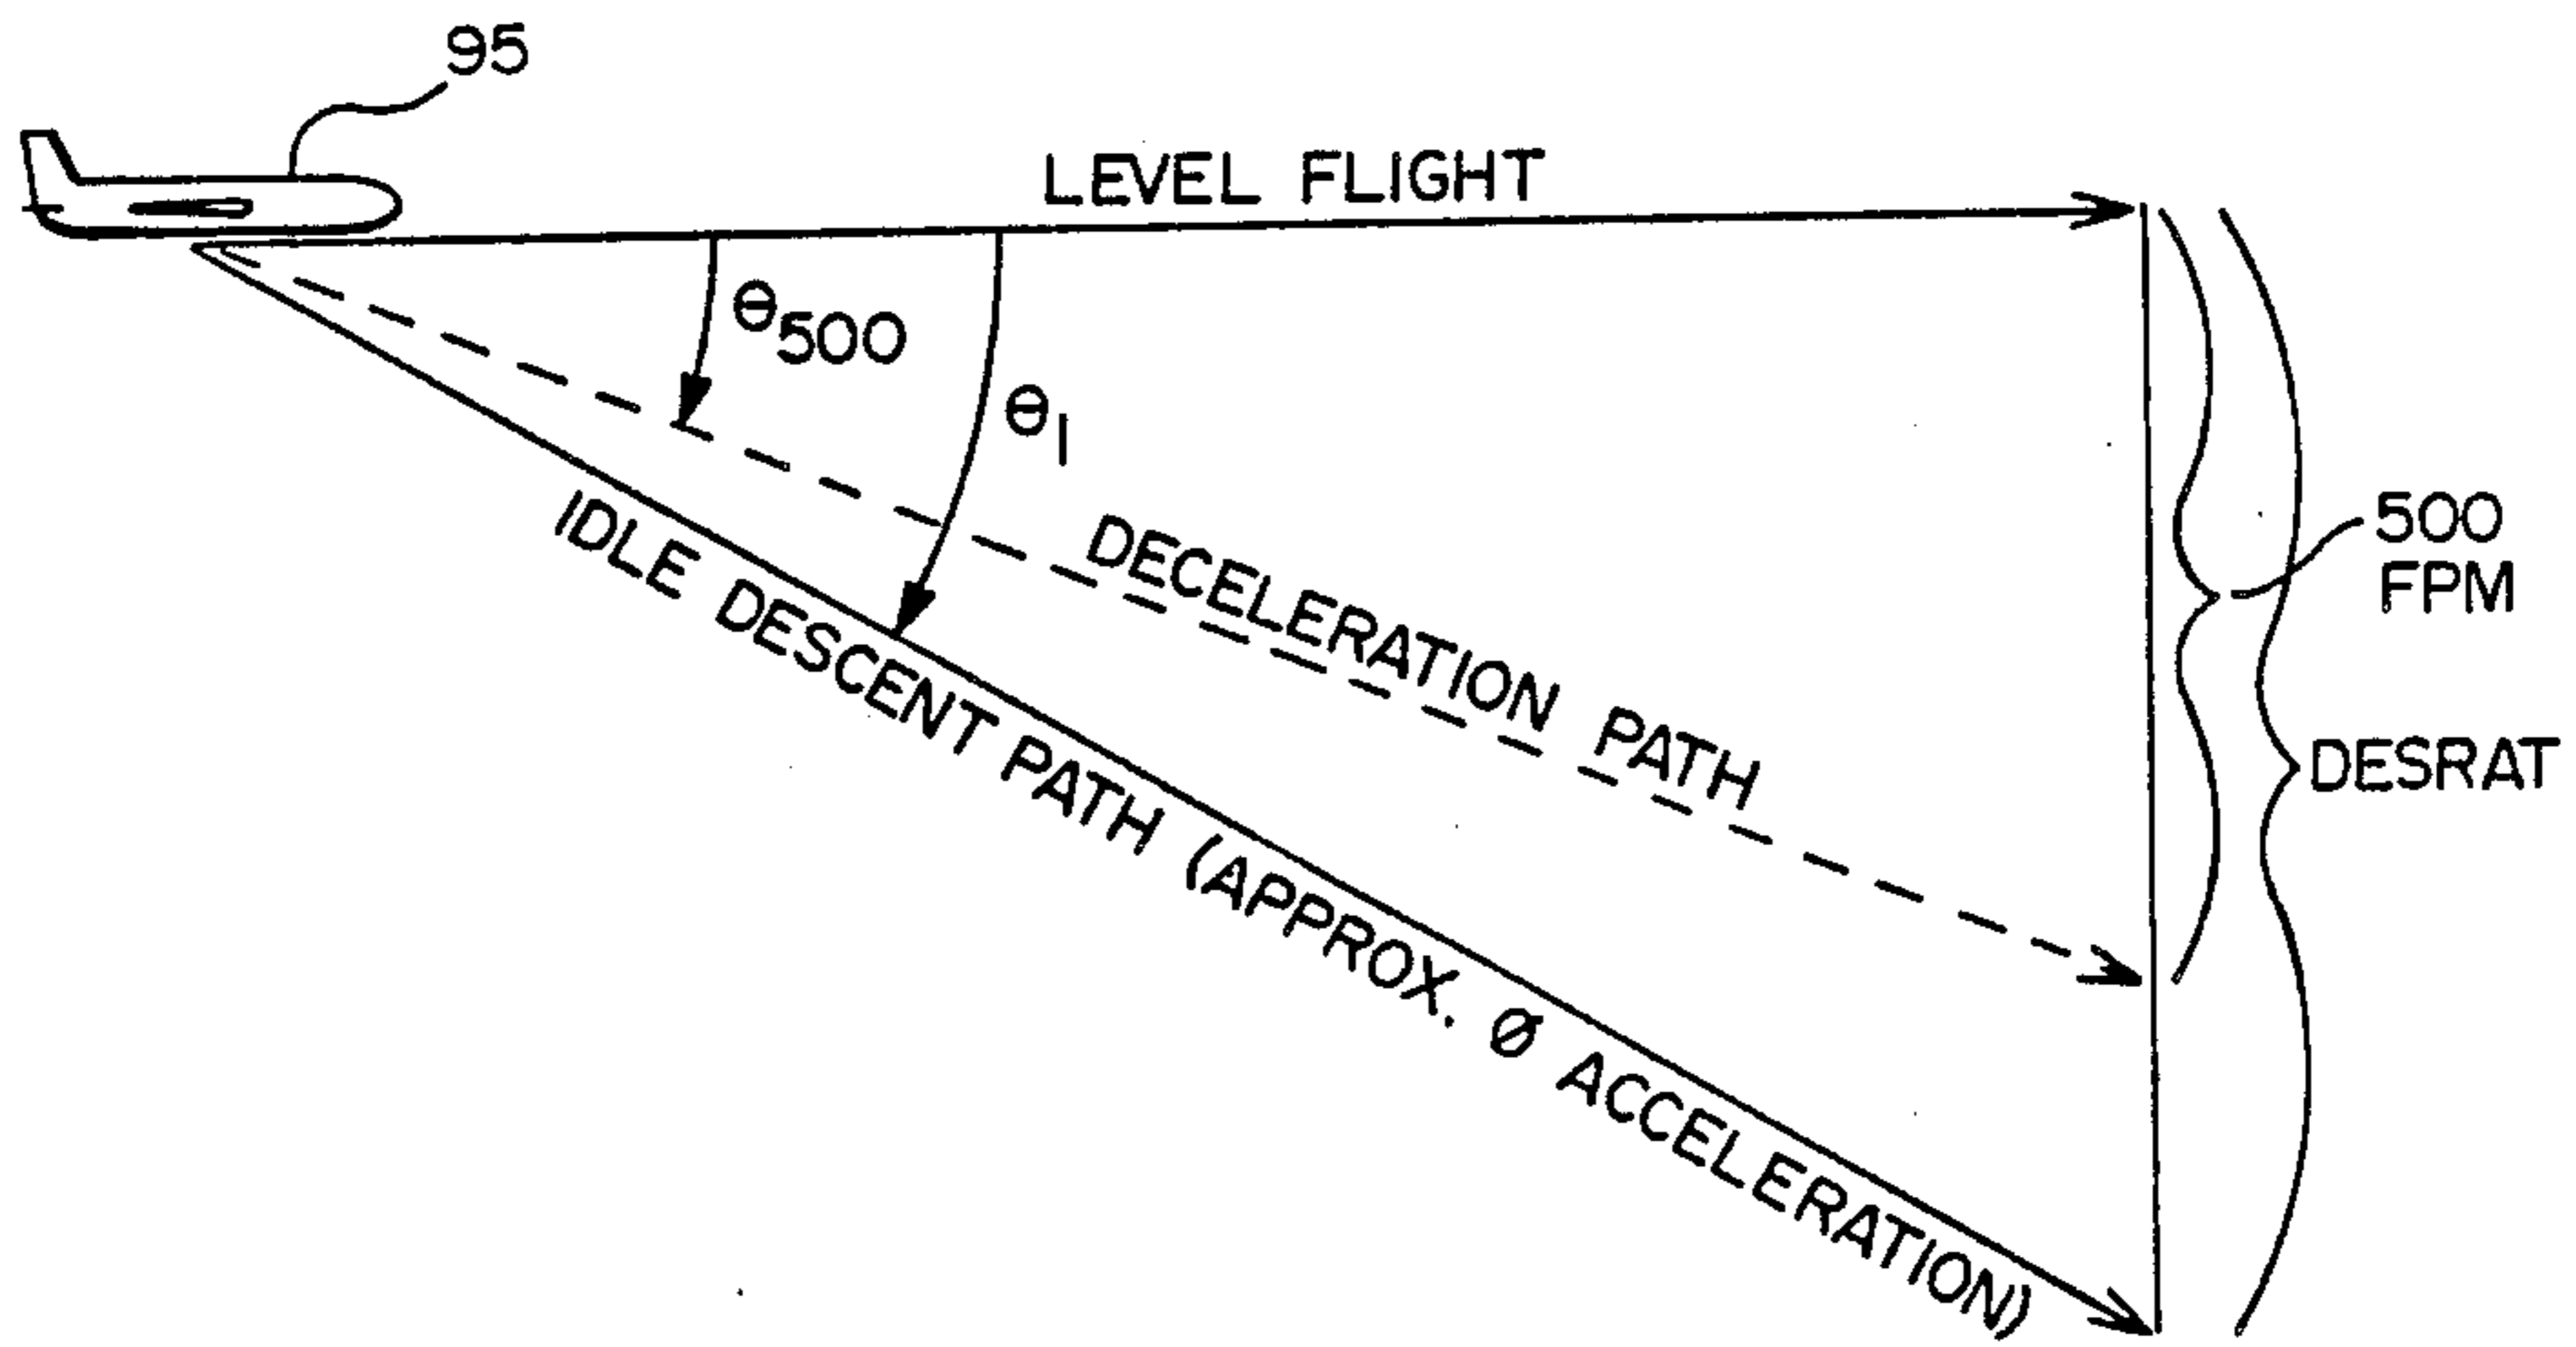 95
LEVEL FLIGHT
θ500
θ1
500
FPM
DECELERATION PATH
DESRAT
IDLE DESCENT PATH (APPROX. Ø ACCELERATION)